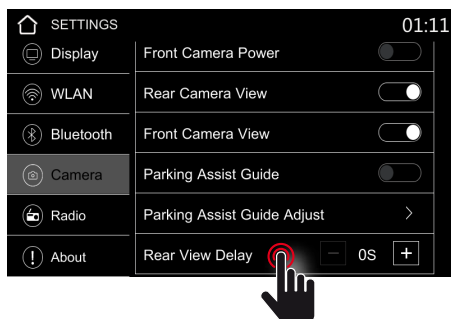 SETTINGS
01:11
Display
Front Camera Power
WLAN
Rear Camera View
Bluetooth
Front Camera View
Camera
Parking Assist Guide
Radio
Parking Assist Guide Adjust >
! About
Rear View Delay − 0S +